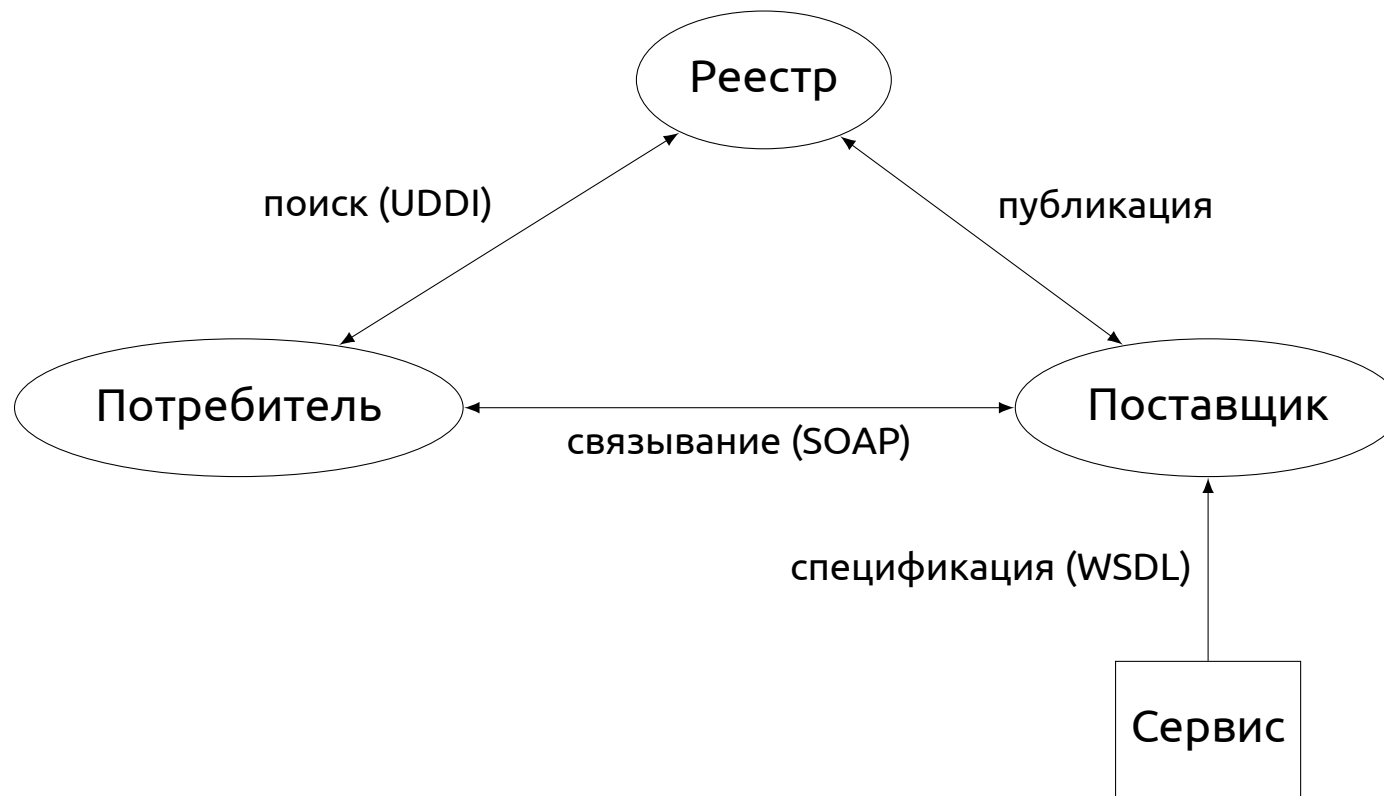 Реестр
поиск (UDDI)
публикация
Потребитель
Поставщик
связывание (SOAP)
спецификация (WSDL)
Сервис